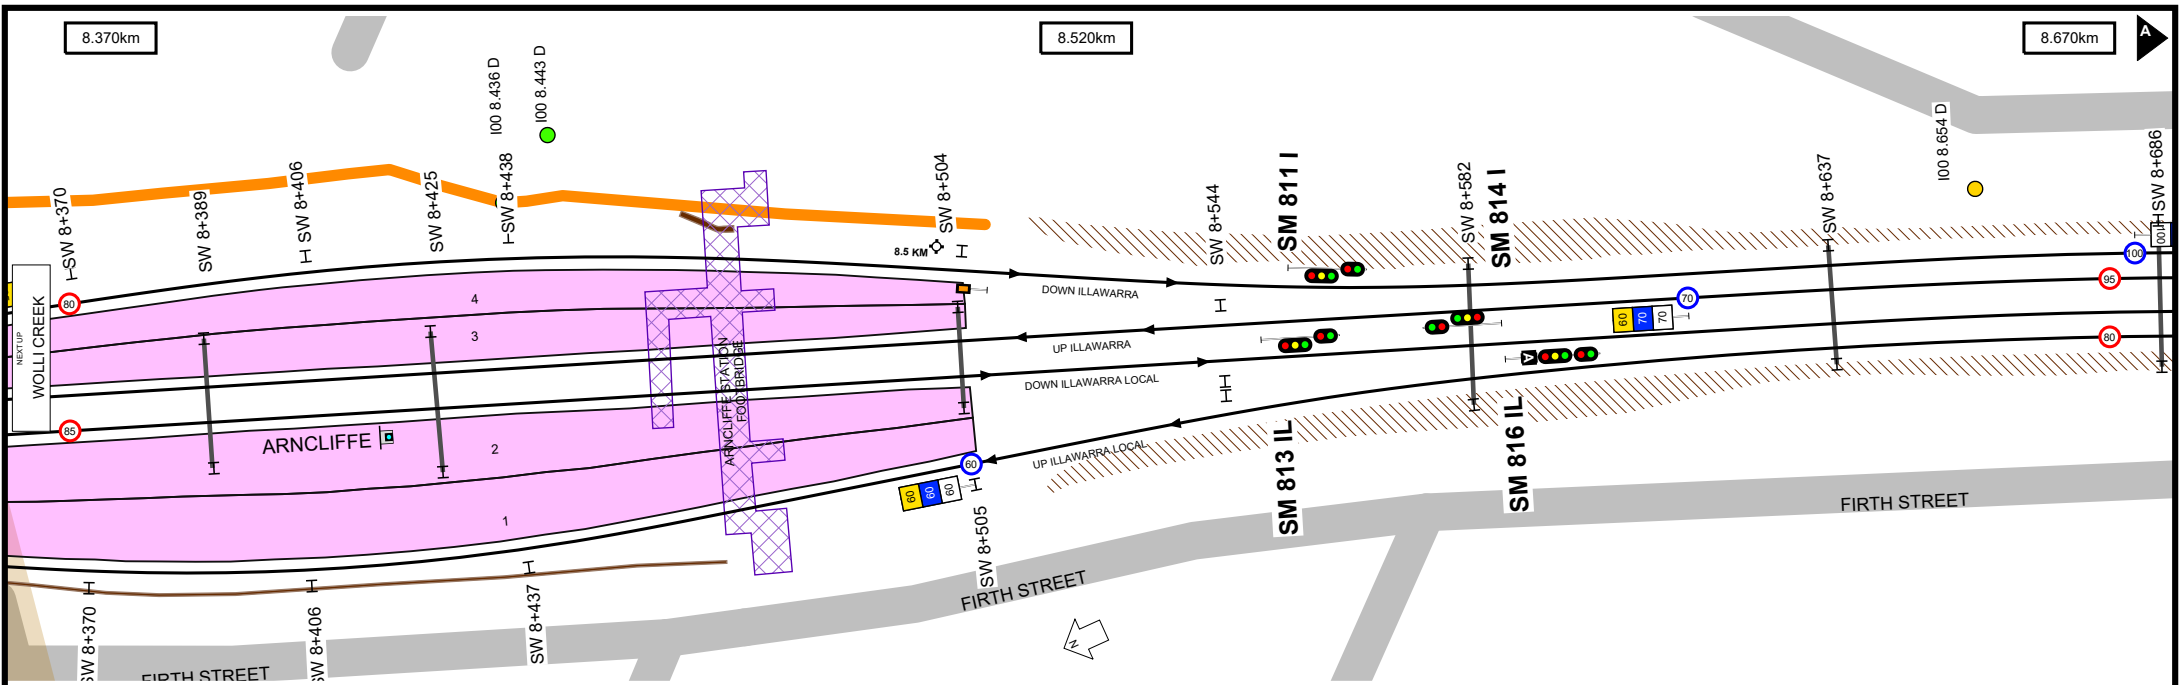 8.370km
8.520km
8.670km
A
I00 8.436 D
I00 8.443 D
I00 8.654 D
SW 8+370
SW 8+389
SW 8+406
SW 8+425
SW 8+438
SW 8+504
SW 8+544
SM 811 I
SW 8+582
SM 814 I
SW 8+637
SW 8+686
8.5 KM
100
100
80
4
DOWN ILLAWARRA
95
70
60
70
70
NEXT UP
WOLLI CREEK
3
UP ILLAWARRA
80
ARNCLIFFE STATION
FOOTBRIDGE
DOWN ILLAWARRA LOCAL
A
85
ARNCLIFFE
2
UP ILLAWARRA LOCAL
60
60
60
60
1
SM 813 IL
SM 816 IL
FIRTH STREET
SW 8+505
FIRTH STREET
SW 8+370
SW 8+406
SW 8+437
N
FIRTH STREET